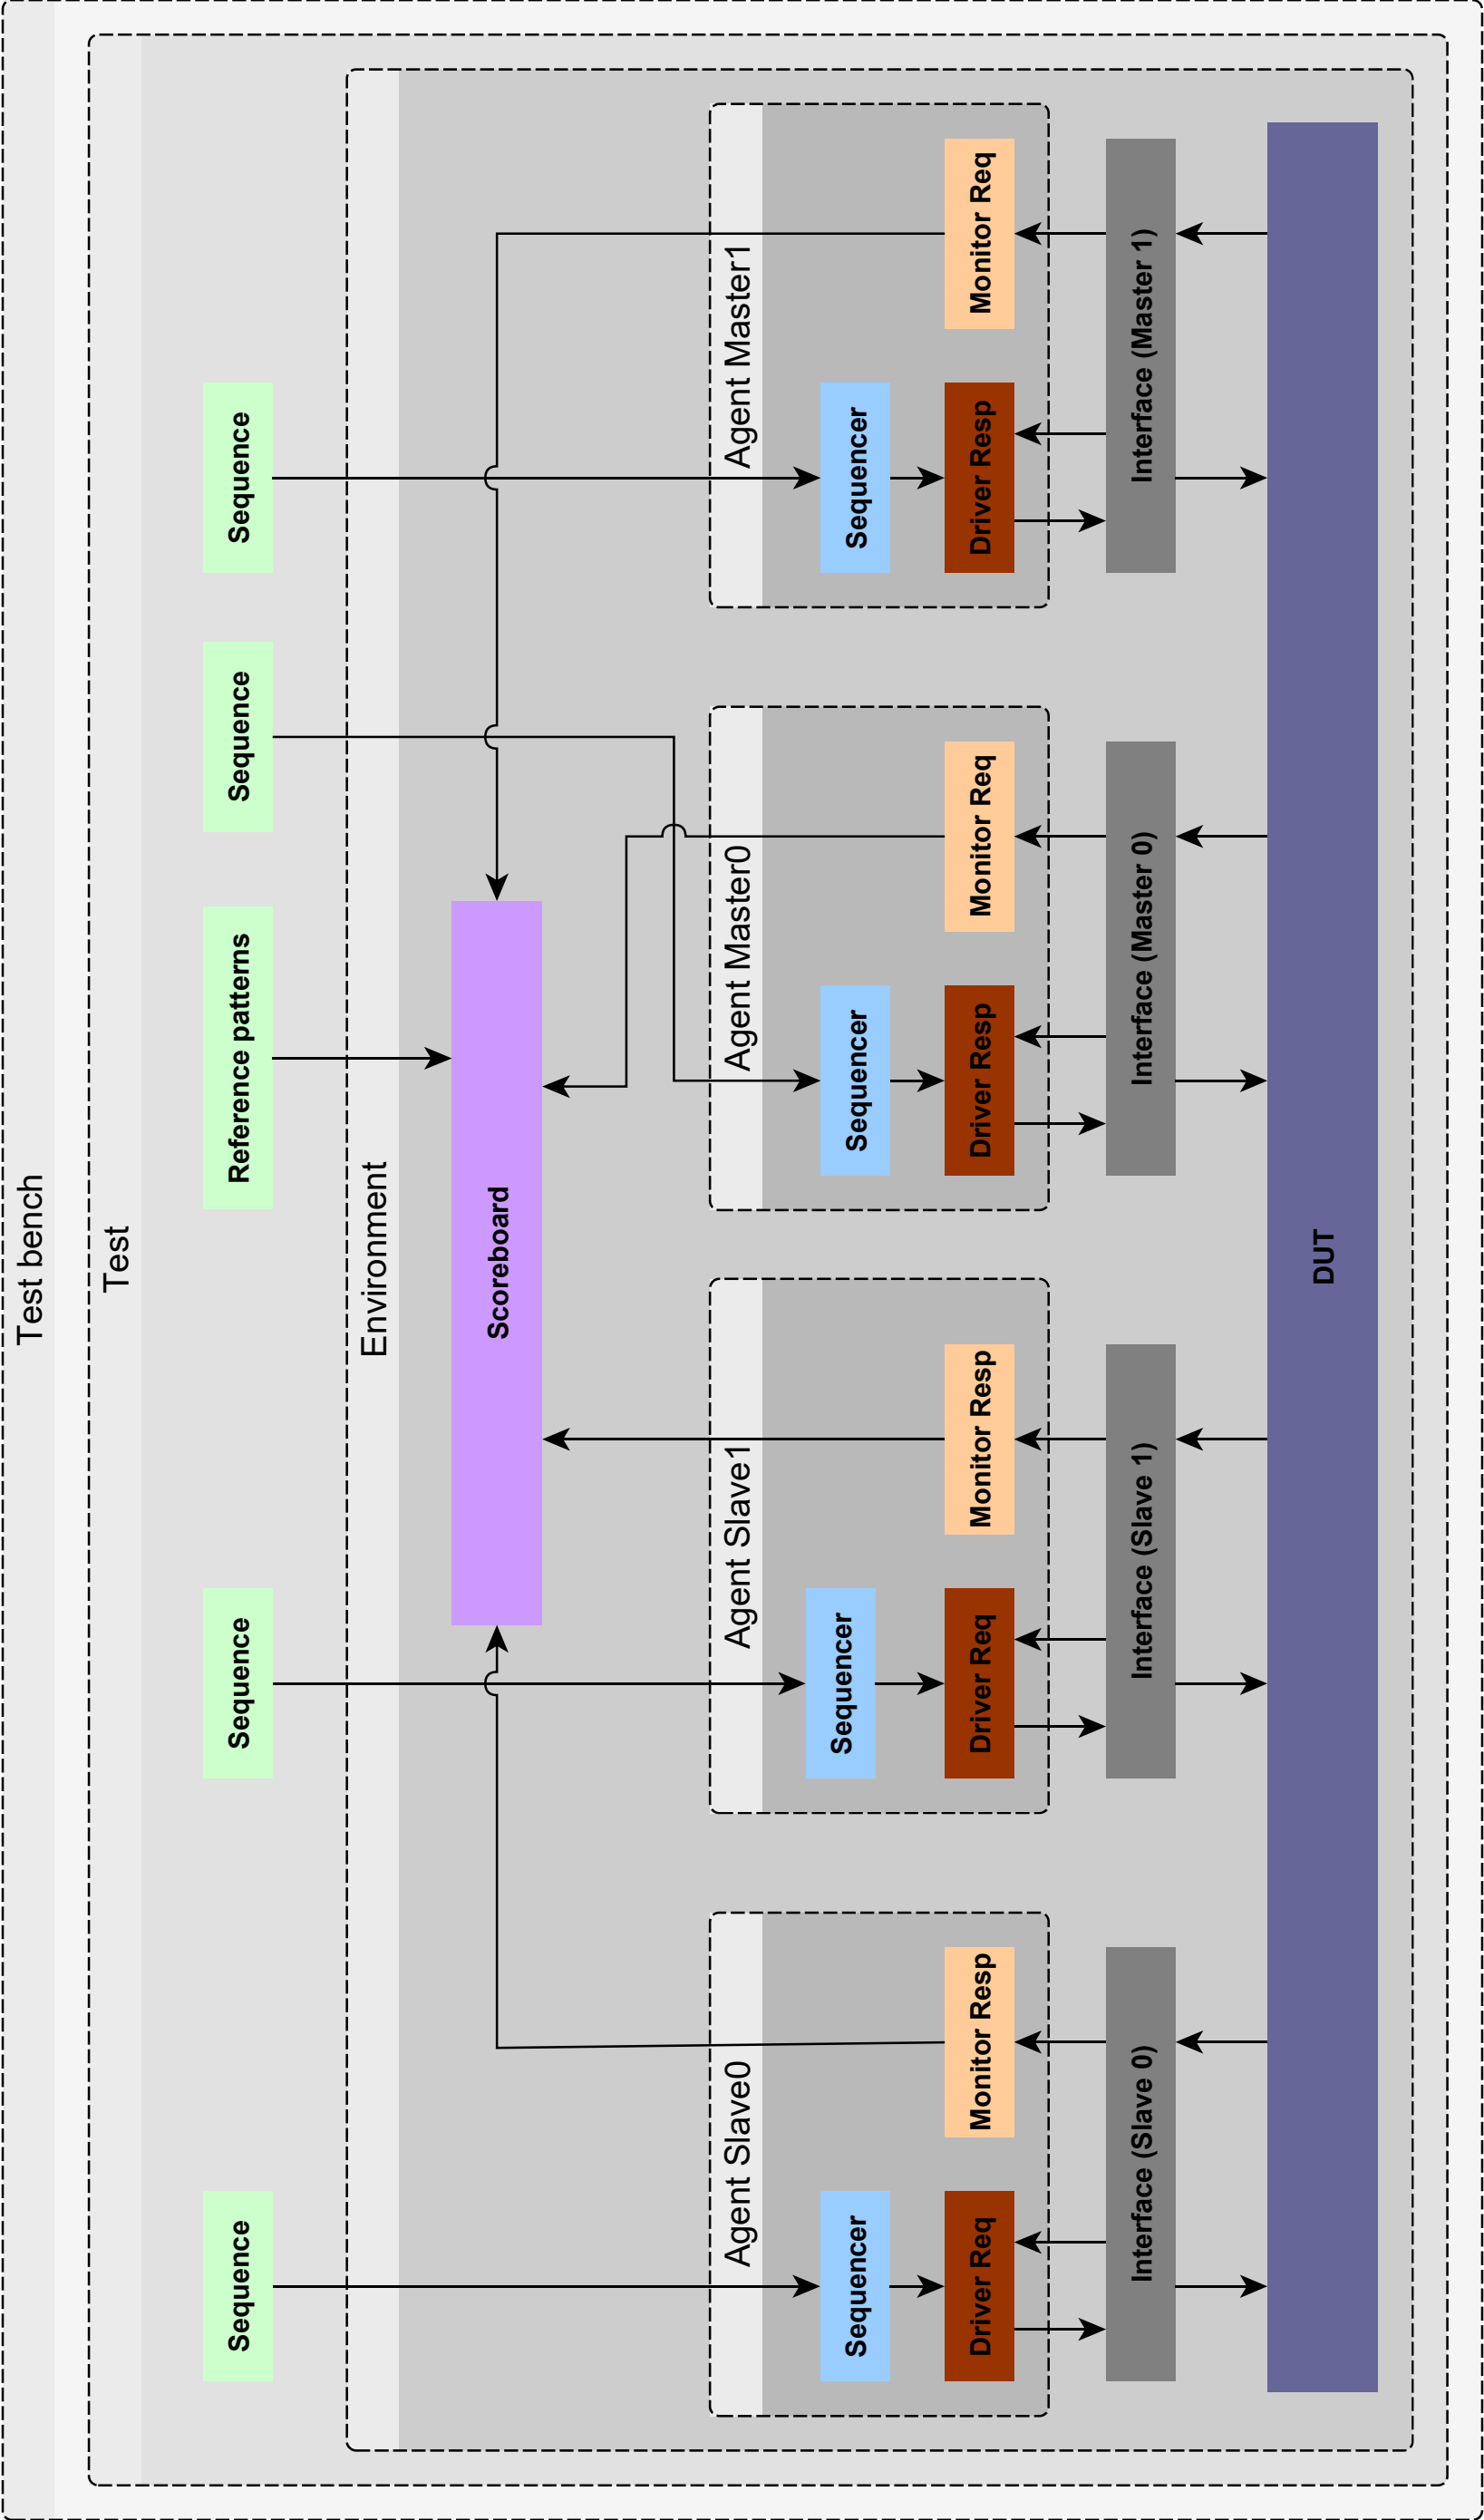 Test bench
Test
Sequence
Sequence
Reference patterns
Sequence
Sequence
Environment
Scoreboard
Agent Slave0
Agent Slave1
Agent Master0
Agent Master1
Sequencer
Sequencer
Sequencer
Sequencer
Driver Req
Monitor Resp
Driver Req
Monitor Resp
Driver Resp
Monitor Req
Driver Resp
Monitor Req
Interface (Slave 0)
Interface (Slave 1)
Interface (Master 0)
Interface (Master 1)
DUT